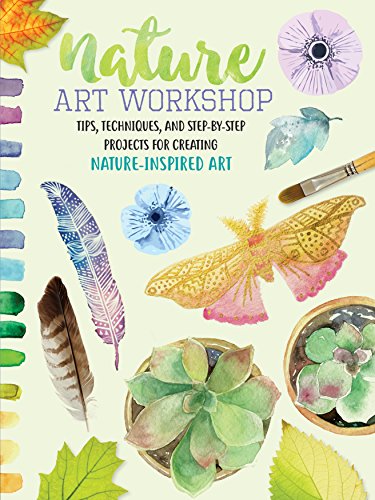 nature
ART WORKSHOP
TIPS, TECHNIQUES, AND STEP-BY-STEP
PROJECTS FOR CREATING
NATURE-INSPIRED ART